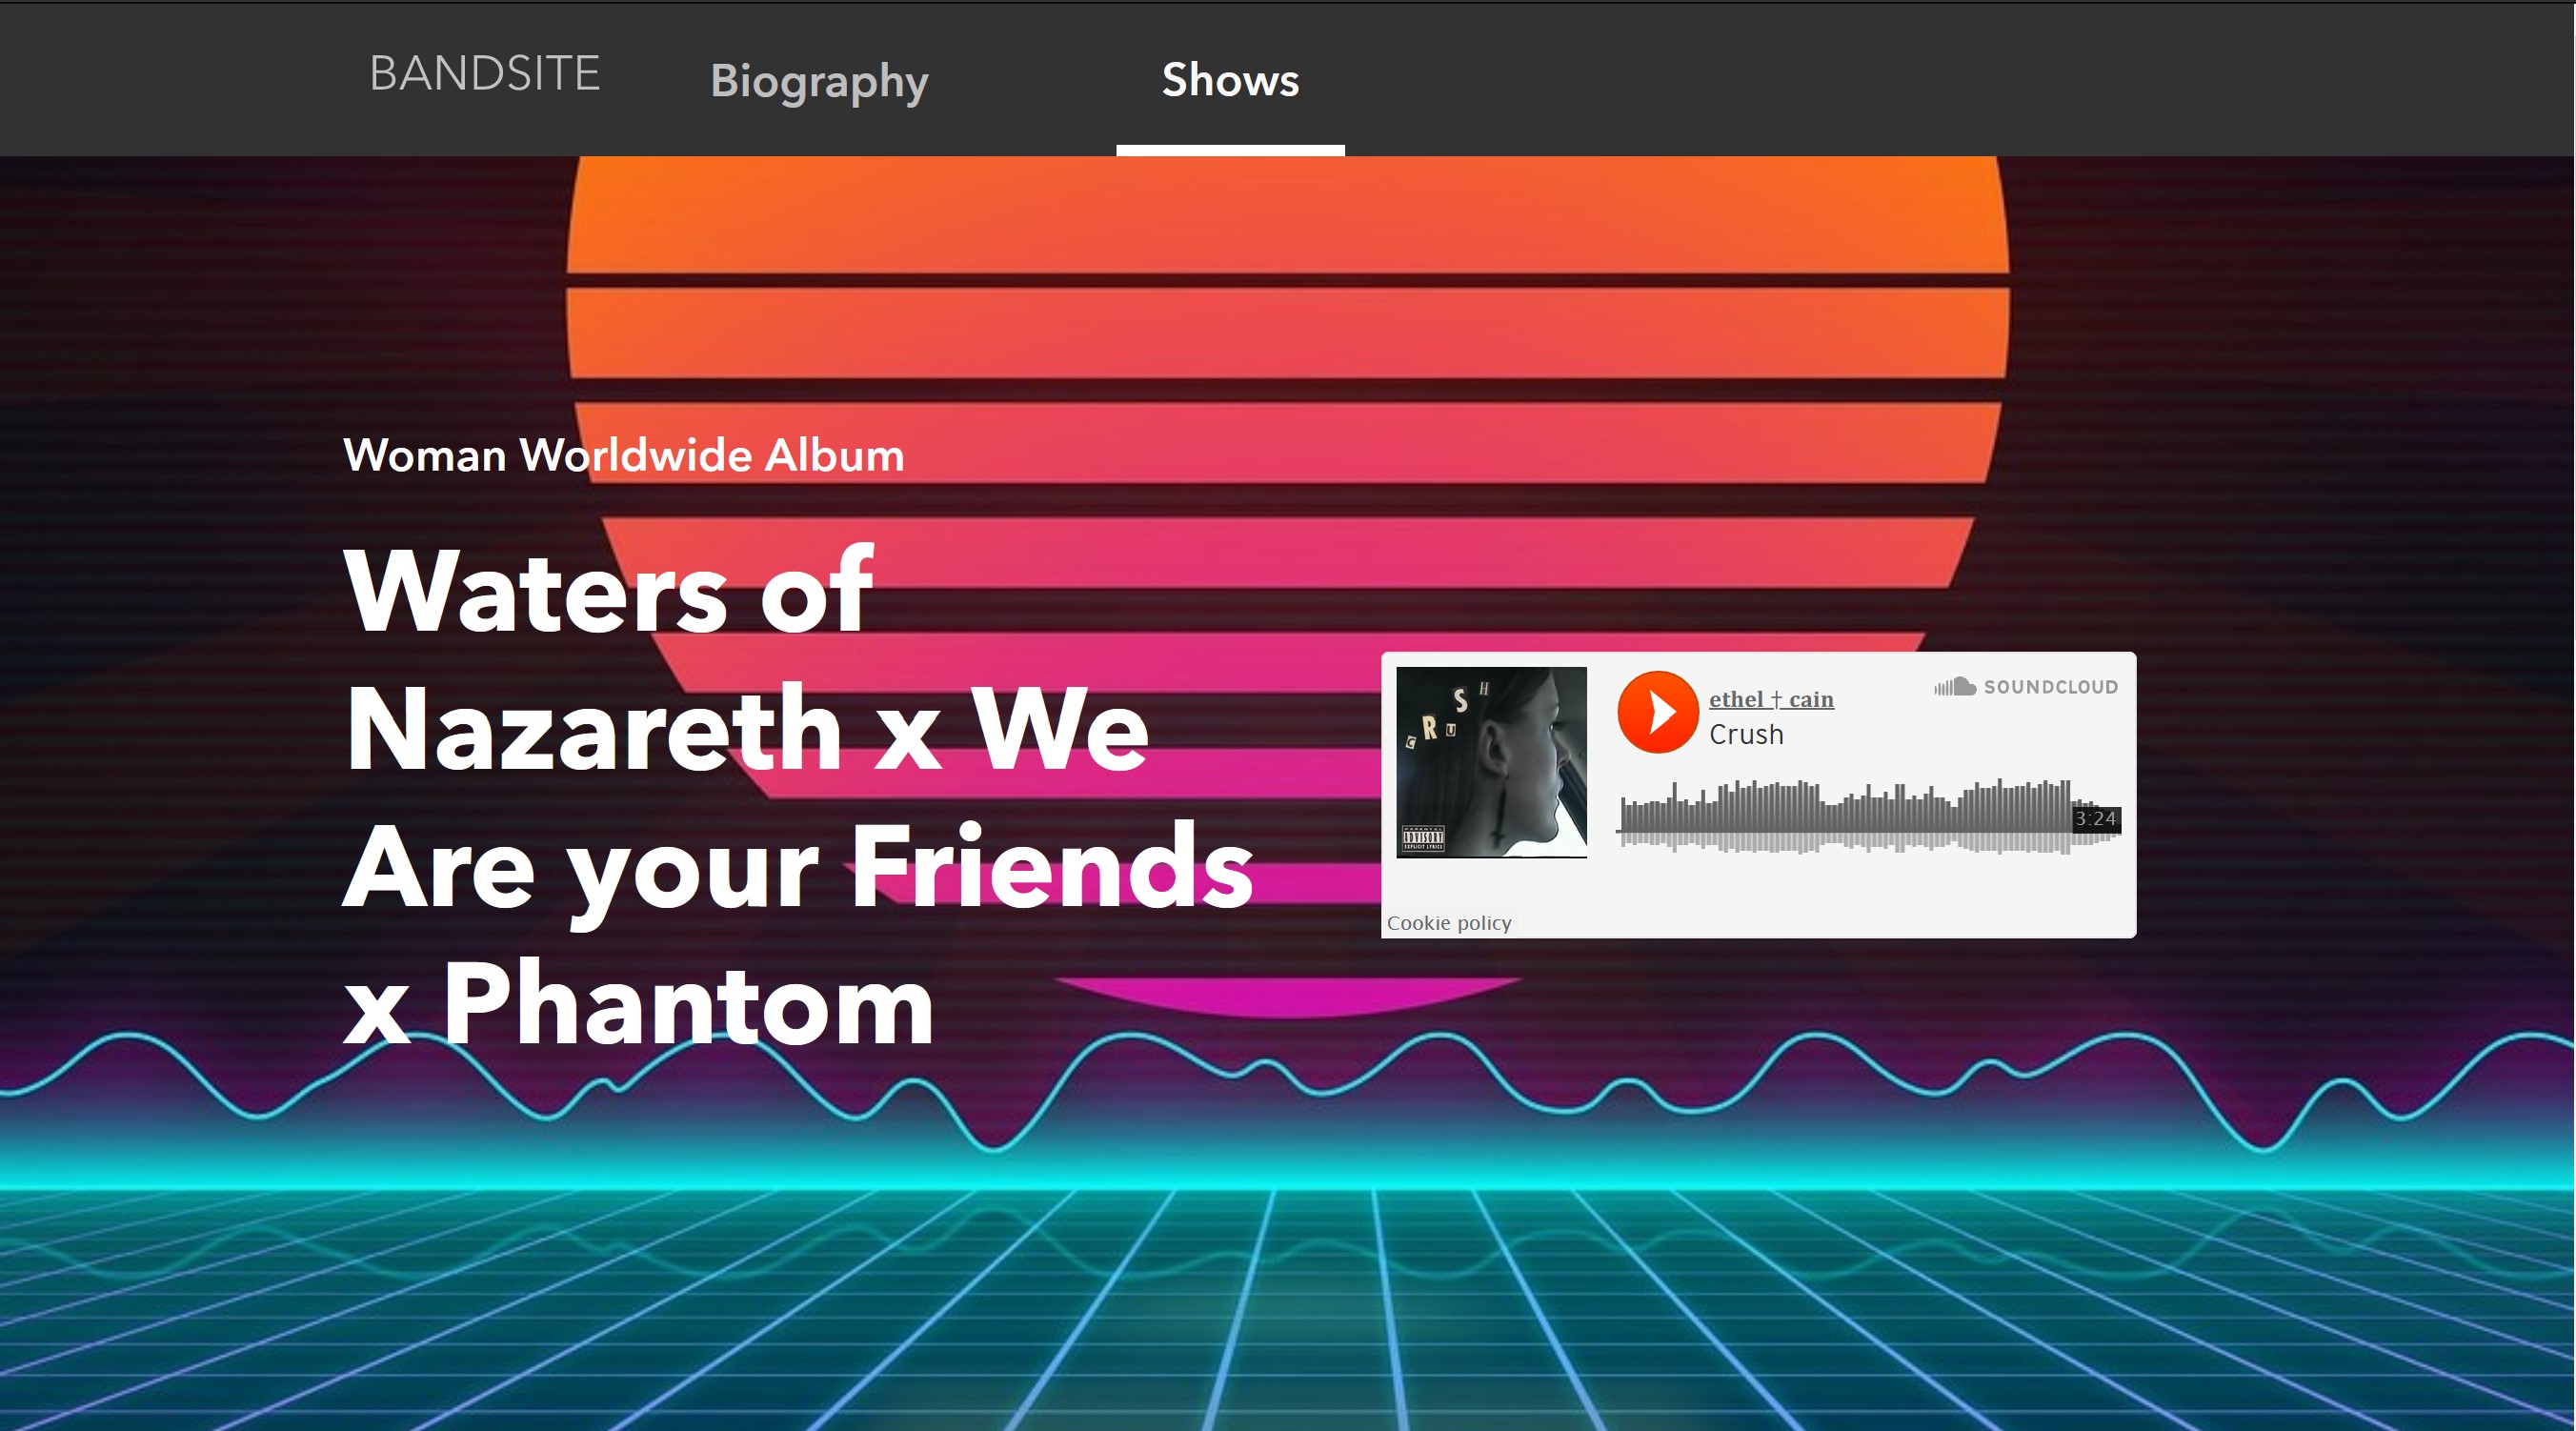 BANDSITE
Biography
Shows
Woman Worldwide Album
Waters of
Nazareth x We
Are your Friends
x Phantom
CRUSH
PARENTAL
ADVISORY
EXPLICIT LYRICS
ethel † cain
Crush
SOUNDCLOUD
3:24
Cookie policy